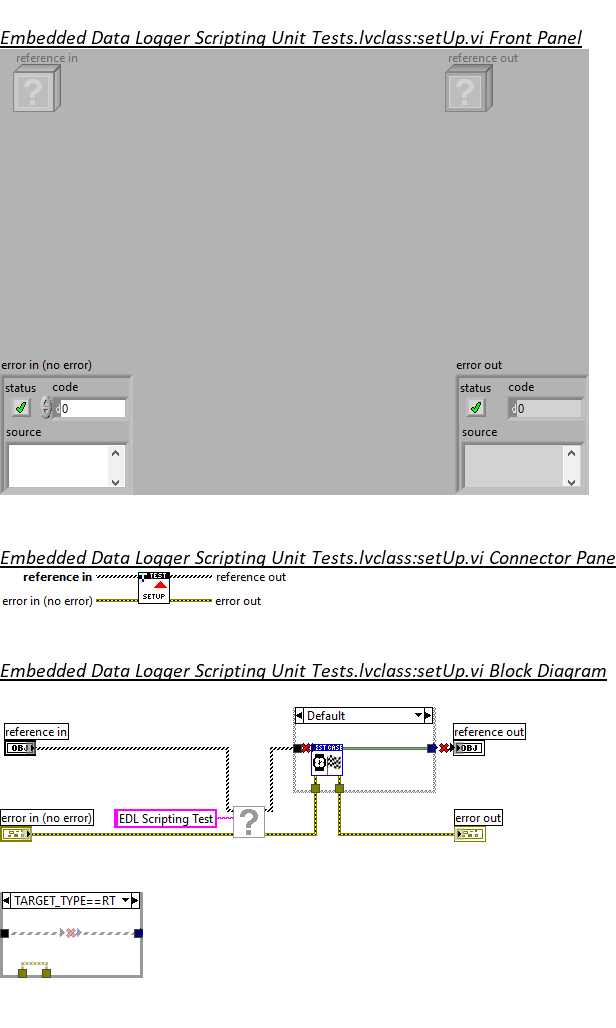 Embedded Data Logger Scripting Unit Tests.lvclass:setUp.vi Front Panel
reference in
reference out
?
?
error in (no error)
error out
status
code
status
code
d
0
d
0
source
source
Embedded Data Logger Scripting Unit Tests.lvclass:setUp.vi Connector Pane
reference in
TEST
reference out
error in (no error)
SETUP
error out
Embedded Data Logger Scripting Unit Tests.lvclass:setUp.vi Block Diagram
Default
reference in
reference out
OBJ
OBJ
error in (no error)
EDL Scripting Test
?
error out
TARGET_TYPE==RT